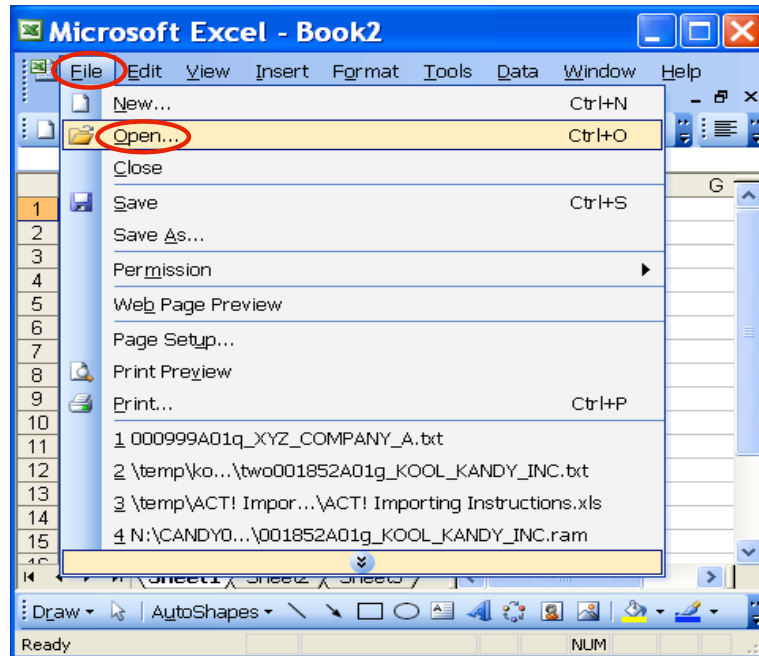 Microsoft Excel - Book2
File Edit View Insert Format Tools Data Window Help
New... Ctrl+N
Open... Ctrl+O
Close
G
1
Save Ctrl+S
2
Save As...
3
4
Permission
5
Web Page Preview
6
Page Setup...
7
8
Print Preview
9
Print... Ctrl+P
10
11
1 000999A01q_XYZ_COMPANY_A.txt
12
2 \temp\ko...\two001852A01g_KOOL_KANDY_INC.txt
13
3 \temp\ACT! Impor...\ACT! Importing Instructions.xls
14
15
4 N:\CANDY0...\001852A01g_KOOL_KANDY_INC.ram
Sheet1 Sheet2 Sheet3
Draw AutoShapes
Ready NUM